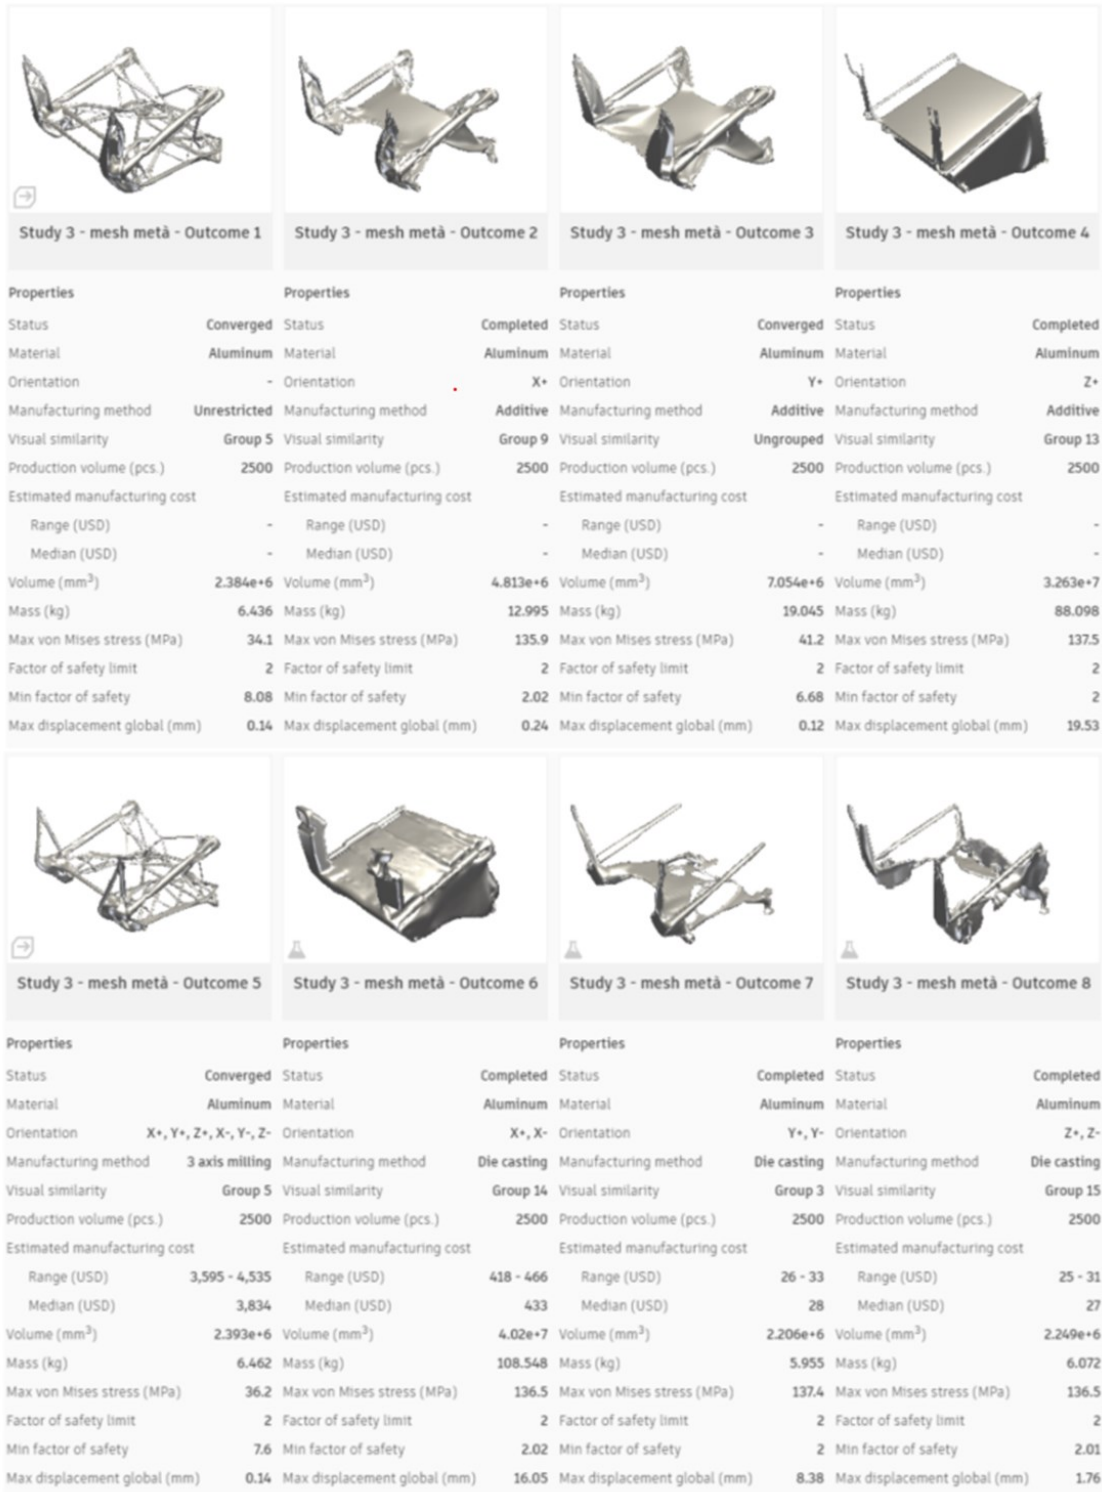 Study 3 - mesh metà - Outcome 1 Study 3 - mesh metà - Outcome 2 Study 3 - mesh metà - Outcome 3 Study 3 - mesh metà - Outcome 4
Properties Properties Properties Properties
Status Converged Status Completed Status Converged Status Completed
Material Aluminum Material Aluminum Material Aluminum Material Aluminum
Orientation - Orientation X+ Orientation Y+ Orientation Z+
Manufacturing method Unrestricted Manufacturing method Additive Manufacturing method Additive Manufacturing method Additive
Visual similarity Group 5 Visual similarity Group 9 Visual similarity Ungrouped Visual similarity Group 13
Production volume (pcs.) 2500 Production volume (pcs.) 2500 Production volume (pcs.) 2500 Production volume (pcs.) 2500
Estimated manufacturing cost Estimated manufacturing cost Estimated manufacturing cost Estimated manufacturing cost
Range (USD) - Range (USD) - Range (USD) - Range (USD) -
Median (USD) - Median (USD) - Median (USD) - Median (USD) -
Volume (mm³) 2.384e+6 Volume (mm³) 4.813e+6 Volume (mm³) 7.054e+6 Volume (mm³) 3.263e+7
Mass (kg) 6.436 Mass (kg) 12.995 Mass (kg) 19.045 Mass (kg) 88.098
Max von Mises stress (MPa) 34.1 Max von Mises stress (MPa) 135.9 Max von Mises stress (MPa) 41.2 Max von Mises stress (MPa) 137.5
Factor of safety limit 2 Factor of safety limit 2 Factor of safety limit 2 Factor of safety limit 2
Min factor of safety 8.08 Min factor of safety 2.02 Min factor of safety 6.68 Min factor of safety 2
Max displacement global (mm) 0.14 Max displacement global (mm) 0.24 Max displacement global (mm) 0.12 Max displacement global (mm) 19.53
Study 3 - mesh metà - Outcome 5 Study 3 - mesh metà - Outcome 6 Study 3 - mesh metà - Outcome 7 Study 3 - mesh metà - Outcome 8
Properties Properties Properties Properties
Status Converged Status Completed Status Completed Status Completed
Material Aluminum Material Aluminum Material Aluminum Material Aluminum
Orientation X+, Y+, Z+, X-, Y-, Z- Orientation X+, X- Orientation Y+, Y- Orientation Z+, Z-
Manufacturing method 3 axis milling Manufacturing method Die casting Manufacturing method Die casting Manufacturing method Die casting
Visual similarity Group 5 Visual similarity Group 14 Visual similarity Group 3 Visual similarity Group 15
Production volume (pcs.) 2500 Production volume (pcs.) 2500 Production volume (pcs.) 2500 Production volume (pcs.) 2500
Estimated manufacturing cost Estimated manufacturing cost Estimated manufacturing cost Estimated manufacturing cost
Range (USD) 3,595 - 4,535 Range (USD) 418 - 466 Range (USD) 26 - 33 Range (USD) 25 - 31
Median (USD) 3,834 Median (USD) 433 Median (USD) 28 Median (USD) 27
Volume (mm³) 2.393e+6 Volume (mm³) 4.02e+7 Volume (mm³) 2.206e+6 Volume (mm³) 2.249e+6
Mass (kg) 6.462 Mass (kg) 108.548 Mass (kg) 5.955 Mass (kg) 6.072
Max von Mises stress (MPa) 36.2 Max von Mises stress (MPa) 136.5 Max von Mises stress (MPa) 137.4 Max von Mises stress (MPa) 136.5
Factor of safety limit 2 Factor of safety limit 2 Factor of safety limit 2 Factor of safety limit 2
Min factor of safety 7.6 Min factor of safety 2.02 Min factor of safety 2 Min factor of safety 2.01
Max displacement global (mm) 0.14 Max displacement global (mm) 16.05 Max displacement global (mm) 8.38 Max displacement global (mm) 1.76